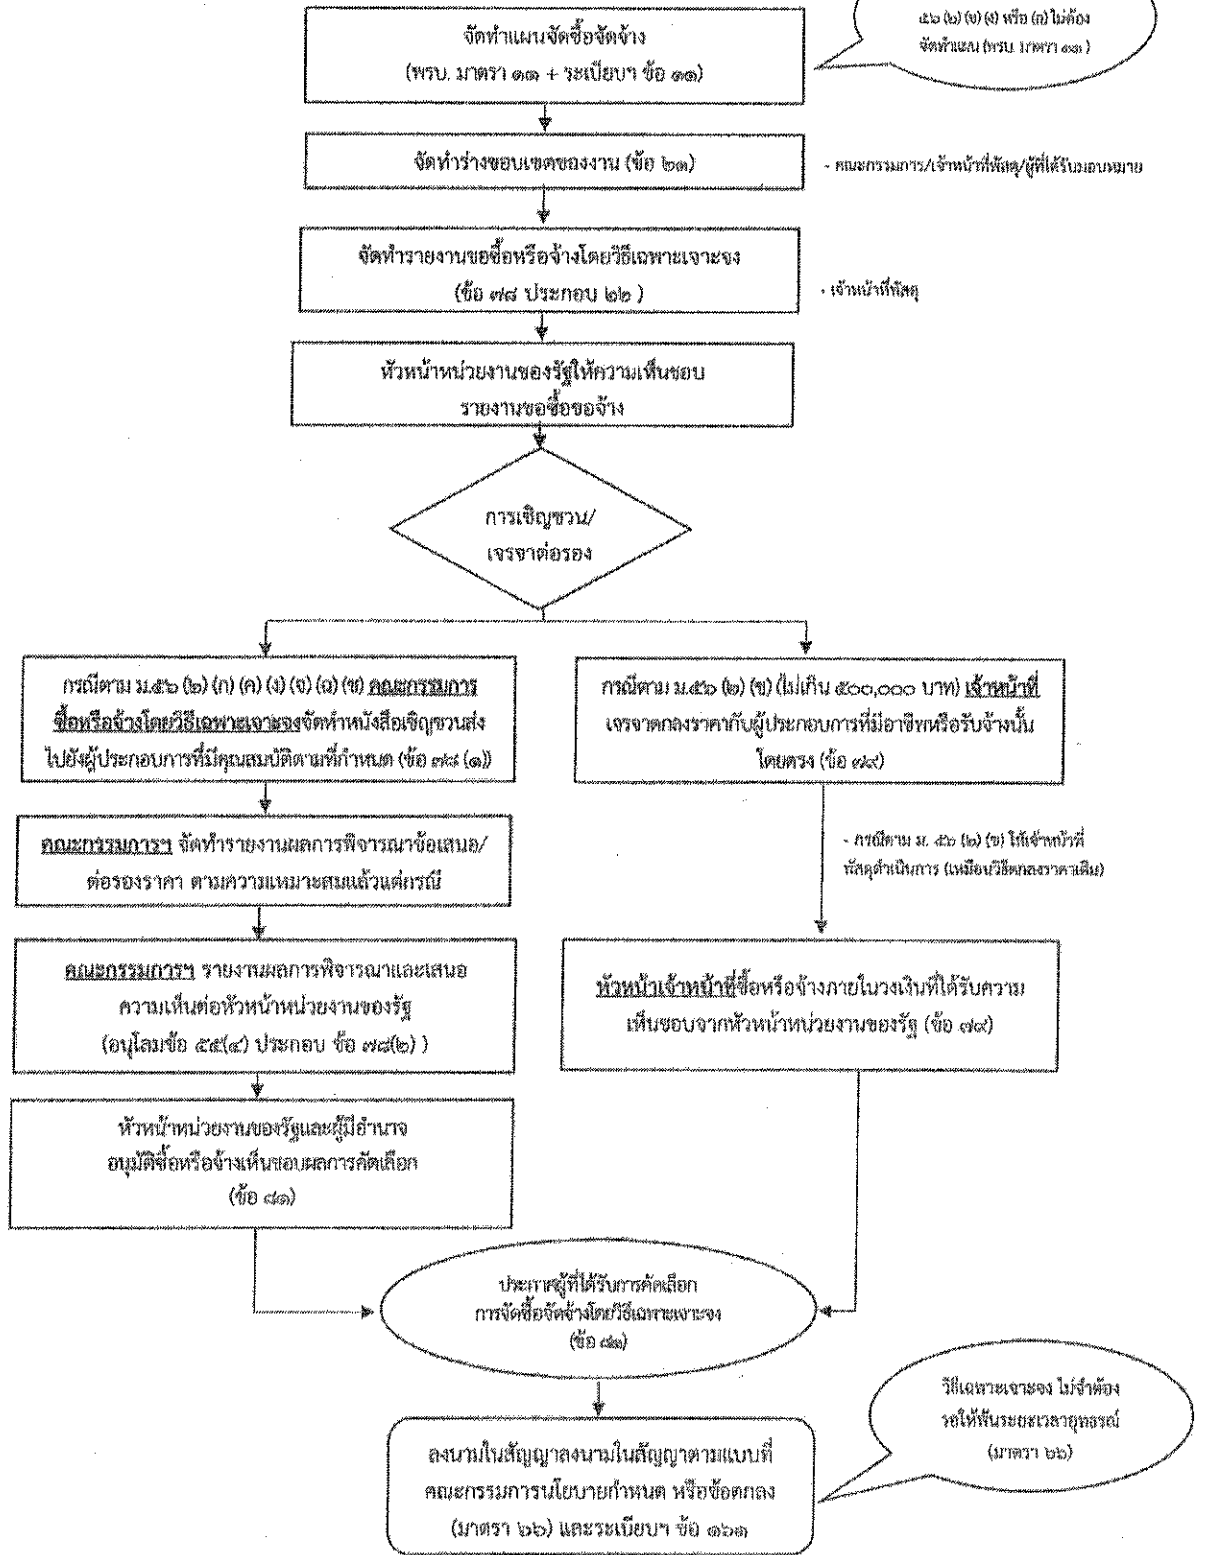 ๕๖ (๒) (ข) (ง) หรือ (ฉ) ไม่ต้อง
จัดทำแผน (พรบ. มาตรา ๑๑)
จัดทำแผนจัดซื้อจัดจ้าง
(พรบ. มาตรา ๑๑ + ระเบียบฯ ข้อ ๑๑)
จัดทำร่างขอบเขตของงาน (ข้อ ๒๑)
- คณะกรรมการ/เจ้าหน้าที่พัสดุ/ผู้ที่ได้รับมอบหมาย
จัดทำรายงานขอซื้อหรือจ้างโดยวิธีเฉพาะเจาะจง
(ข้อ ๗๘ ประกอบ ๒๒ )
- เจ้าหน้าที่พัสดุ
หัวหน้าหน่วยงานของรัฐให้ความเห็นชอบ
รายงานขอซื้อขอจ้าง
การเชิญชวน/
เจรจาต่อรอง
กรณีตาม ม.๕๖ (๒) (ก) (ค) (ง) (จ) (ฉ) (ช) คณะกรรมการ
ซื้อหรือจ้างโดยวิธีเฉพาะเจาะจงจัดทำหนังสือเชิญชวนส่ง
ไปยังผู้ประกอบการที่มีคุณสมบัติตามที่กำหนด (ข้อ ๗๘ (๑))
กรณีตาม ม.๕๖ (๒) (ข) (ไม่เกิน ๕๐๐,๐๐๐ บาท) เจ้าหน้าที่
เจรจาตกลงราคากับผู้ประกอบการที่มีอาชีพหรือรับจ้างนั้น
โดยตรง (ข้อ ๗๙)
คณะกรรมการฯ จัดทำรายงานผลการพิจารณาข้อเสนอ/
ต่อรองราคา ตามความเหมาะสมแล้วแต่กรณี
- กรณีตาม ม. ๕๖ (๒) (ข) ให้เจ้าหน้าที่
พัสดุดำเนินการ (เหมือนวิธีตกลงราคาเดิม)
คณะกรรมการฯ รายงานผลการพิจารณาและเสนอ
ความเห็นต่อหัวหน้าหน่วยงานของรัฐ
(อนุโลมข้อ ๕๕(๔) ประกอบ ข้อ ๗๘(๒) )
หัวหน้าเจ้าหน้าที่ซื้อหรือจ้างภายในวงเงินที่ได้รับความ
เห็นชอบจากหัวหน้าหน่วยงานของรัฐ (ข้อ ๗๙)
หัวหน้าหน่วยงานของรัฐและผู้มีอำนาจ
อนุมัติซื้อหรือจ้างเห็นชอบผลการคัดเลือก
(ข้อ ๘๑)
ประกาศผู้ที่ได้รับการคัดเลือก
การจัดซื้อจัดจ้างโดยวิธีเฉพาะเจาะจง
(ข้อ ๘๑)
วิธีเฉพาะเจาะจง ไม่จำต้อง
รอให้พ้นระยะเวลาอุทธรณ์
(มาตรา ๖๖)
ลงนามในสัญญาลงนามในสัญญาตามแบบที่
คณะกรรมการนโยบายกำหนด หรือข้อตกลง
(มาตรา ๖๖) และระเบียบฯ ข้อ ๑๖๑